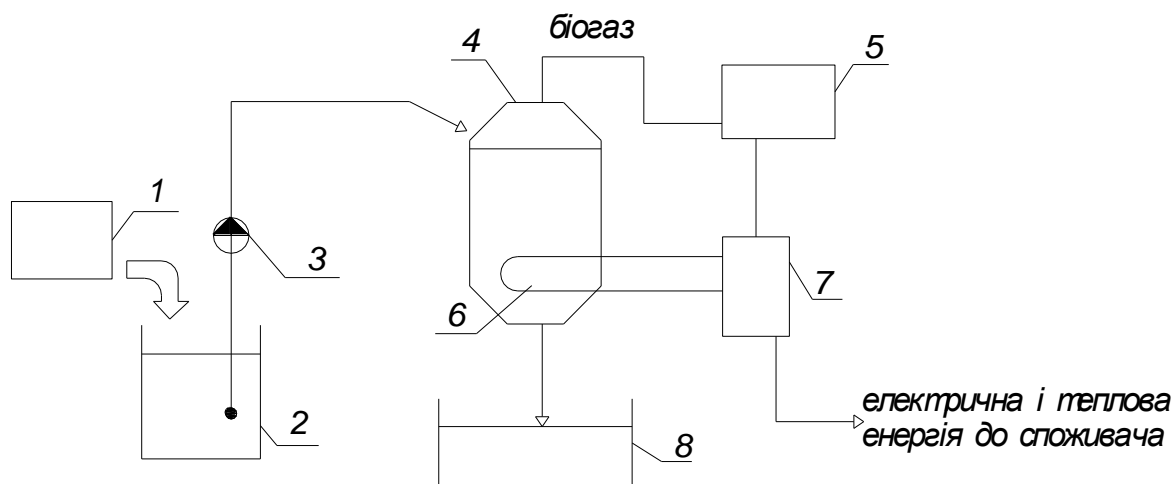 біогаз
4
5
1
3
6
7
2
8
електрична і теплова
енергія до споживача